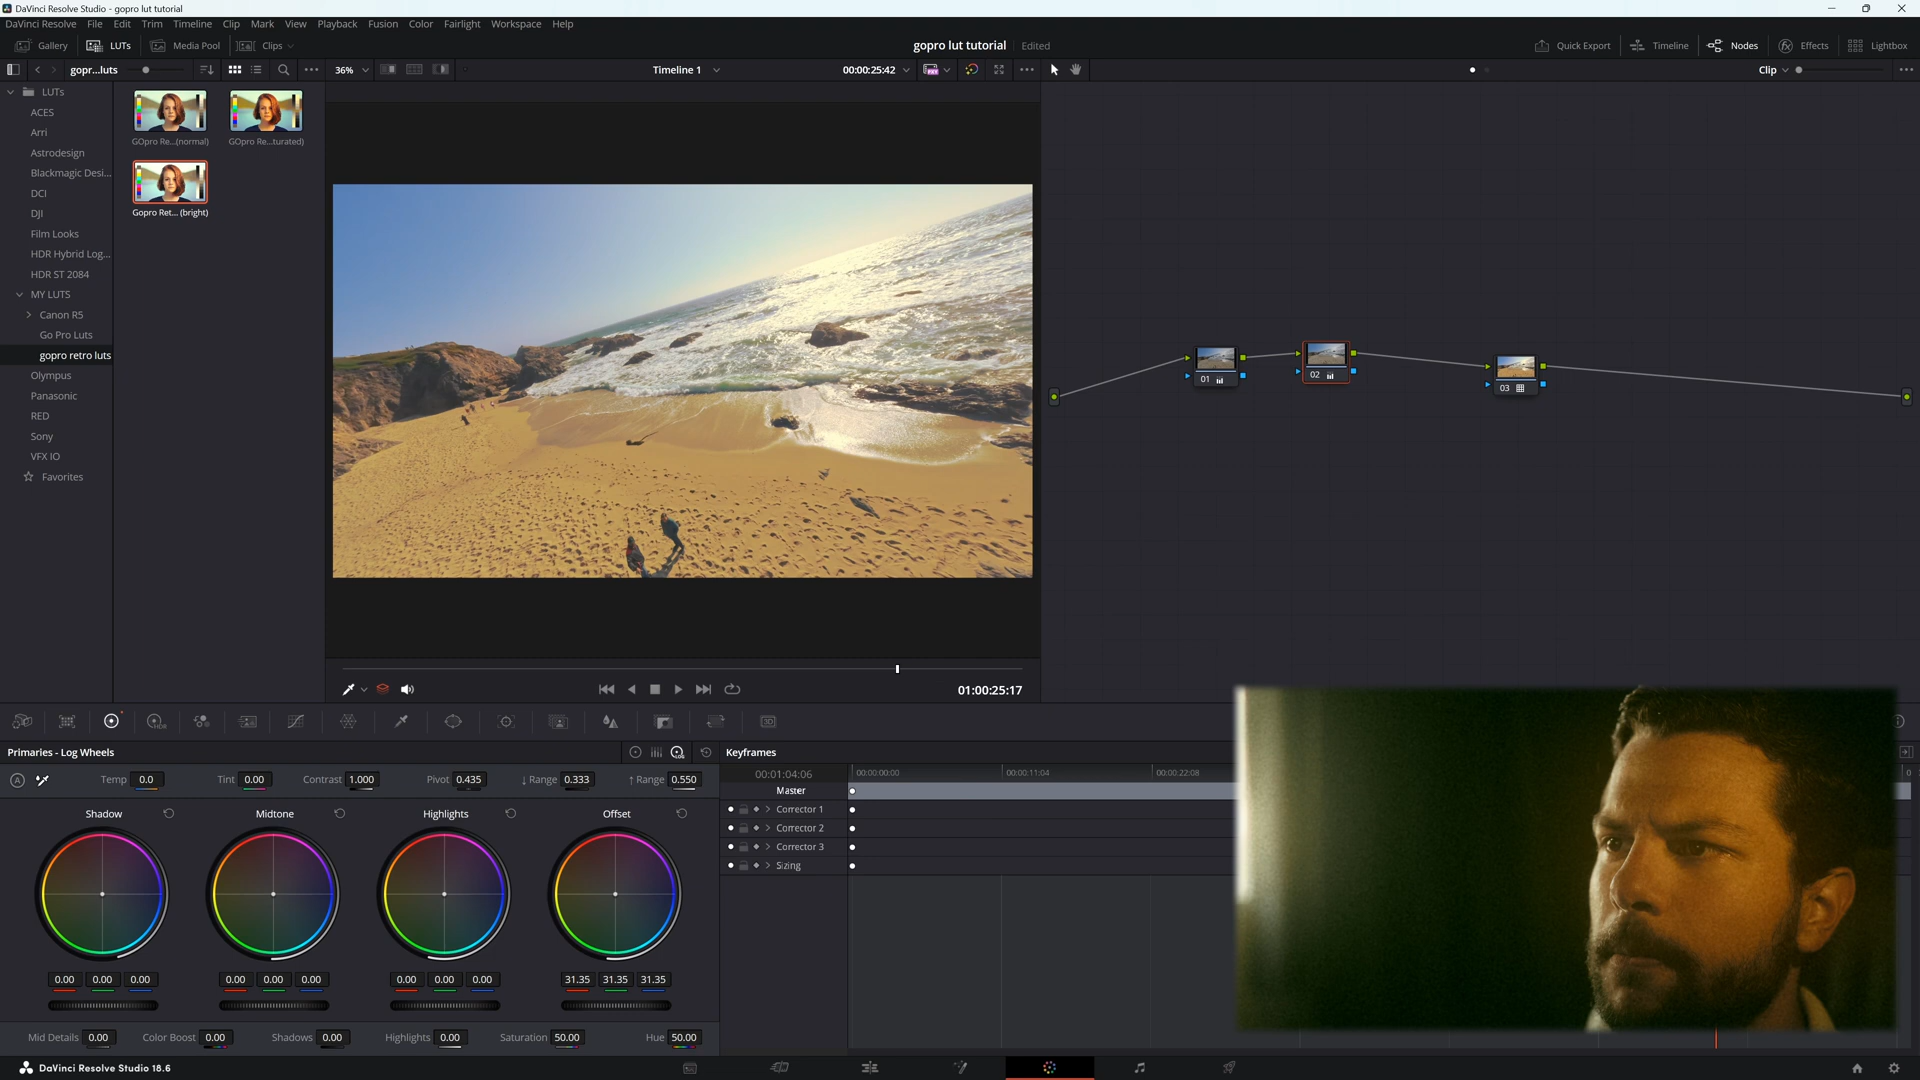 DaVinci Resolve Studio - gopro lut tutorial
DaVinci Resolve File Edit Trim Timeline Clip Mark View Playback Fusion Color Fairlight Workspace Help
Gallery LUTs Media Pool Clips gopro lut tutorial Edited Quick Export Timeline Nodes Effects Lightbox
gopr...luts 36% Timeline 1 00:00:25:42 Clip
LUTs
ACES
Arri
Astrodesign
Blackmagic Desi...
DCI
DJI
Film Looks
HDR Hybrid Log...
HDR ST 2084
MY LUTS
Canon R5
Go Pro Luts
gopro retro luts
Olympus
Panasonic
RED
Sony
VFX IO
Favorites
GOpro Re...(normal) GOpro Re...turated)
Gopro Ret... (bright)
01 02 03
01:00:25:17
HDR
3D
Primaries - Log Wheels
Temp 0.0 Tint 0.00 Contrast 1.000 Pivot 0.435 ↓ Range 0.333 ↑ Range 0.550
Shadow Midtone Highlights Offset
0.00 0.00 0.00 0.00 0.00 0.00 0.00 0.00 0.00 31.35 31.35 31.35
Mid Details 0.00 Color Boost 0.00 Shadows 0.00 Highlights 0.00 Saturation 50.00 Hue 50.00
Keyframes
00:01:04:06 00:00:00:00 00:00:11:04 00:00:22:08
Master
Corrector 1
Corrector 2
Corrector 3
Sizing
DaVinci Resolve Studio 18.6